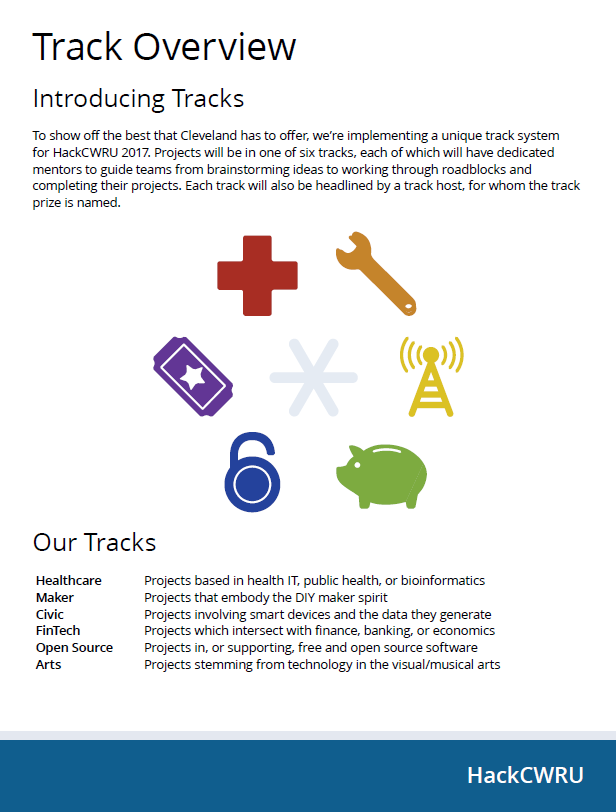 Track Overview
Introducing Tracks
To show off the best that Cleveland has to offer, we're implementing a unique track system
for HackCWRU 2017. Projects will be in one of six tracks, each of which will have dedicated
mentors to guide teams from brainstorming ideas to working through roadblocks and
completing their projects. Each track will also be headlined by a track host, for whom the track
prize is named.
Our Tracks
Healthcare Projects based in health IT, public health, or bioinformatics
Maker Projects that embody the DIY maker spirit
Civic Projects involving smart devices and the data they generate
FinTech Projects which intersect with finance, banking, or economics
Open Source Projects in, or supporting, free and open source software
Arts Projects stemming from technology in the visual/musical arts
HackCWRU